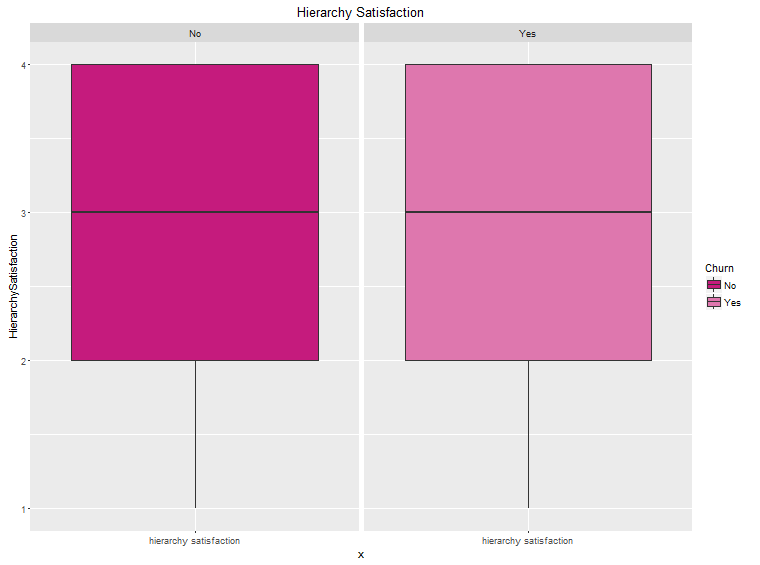 Hierarchy Satisfaction
No
Yes
4
3
2
1
HierarchySatisfaction
hierarchy satisfaction
hierarchy satisfaction
x
Churn
No
Yes